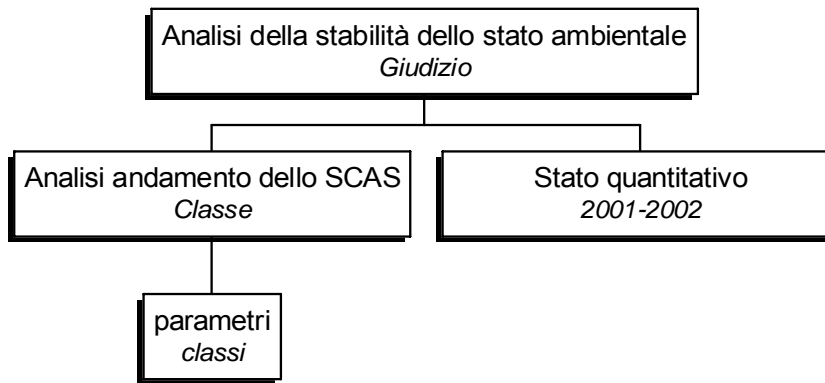 Analisi della stabilità dello stato ambientale
Giudizio
Analisi andamento dello SCAS
Classe
Stato quantitativo
2001-2002
parametri
classi